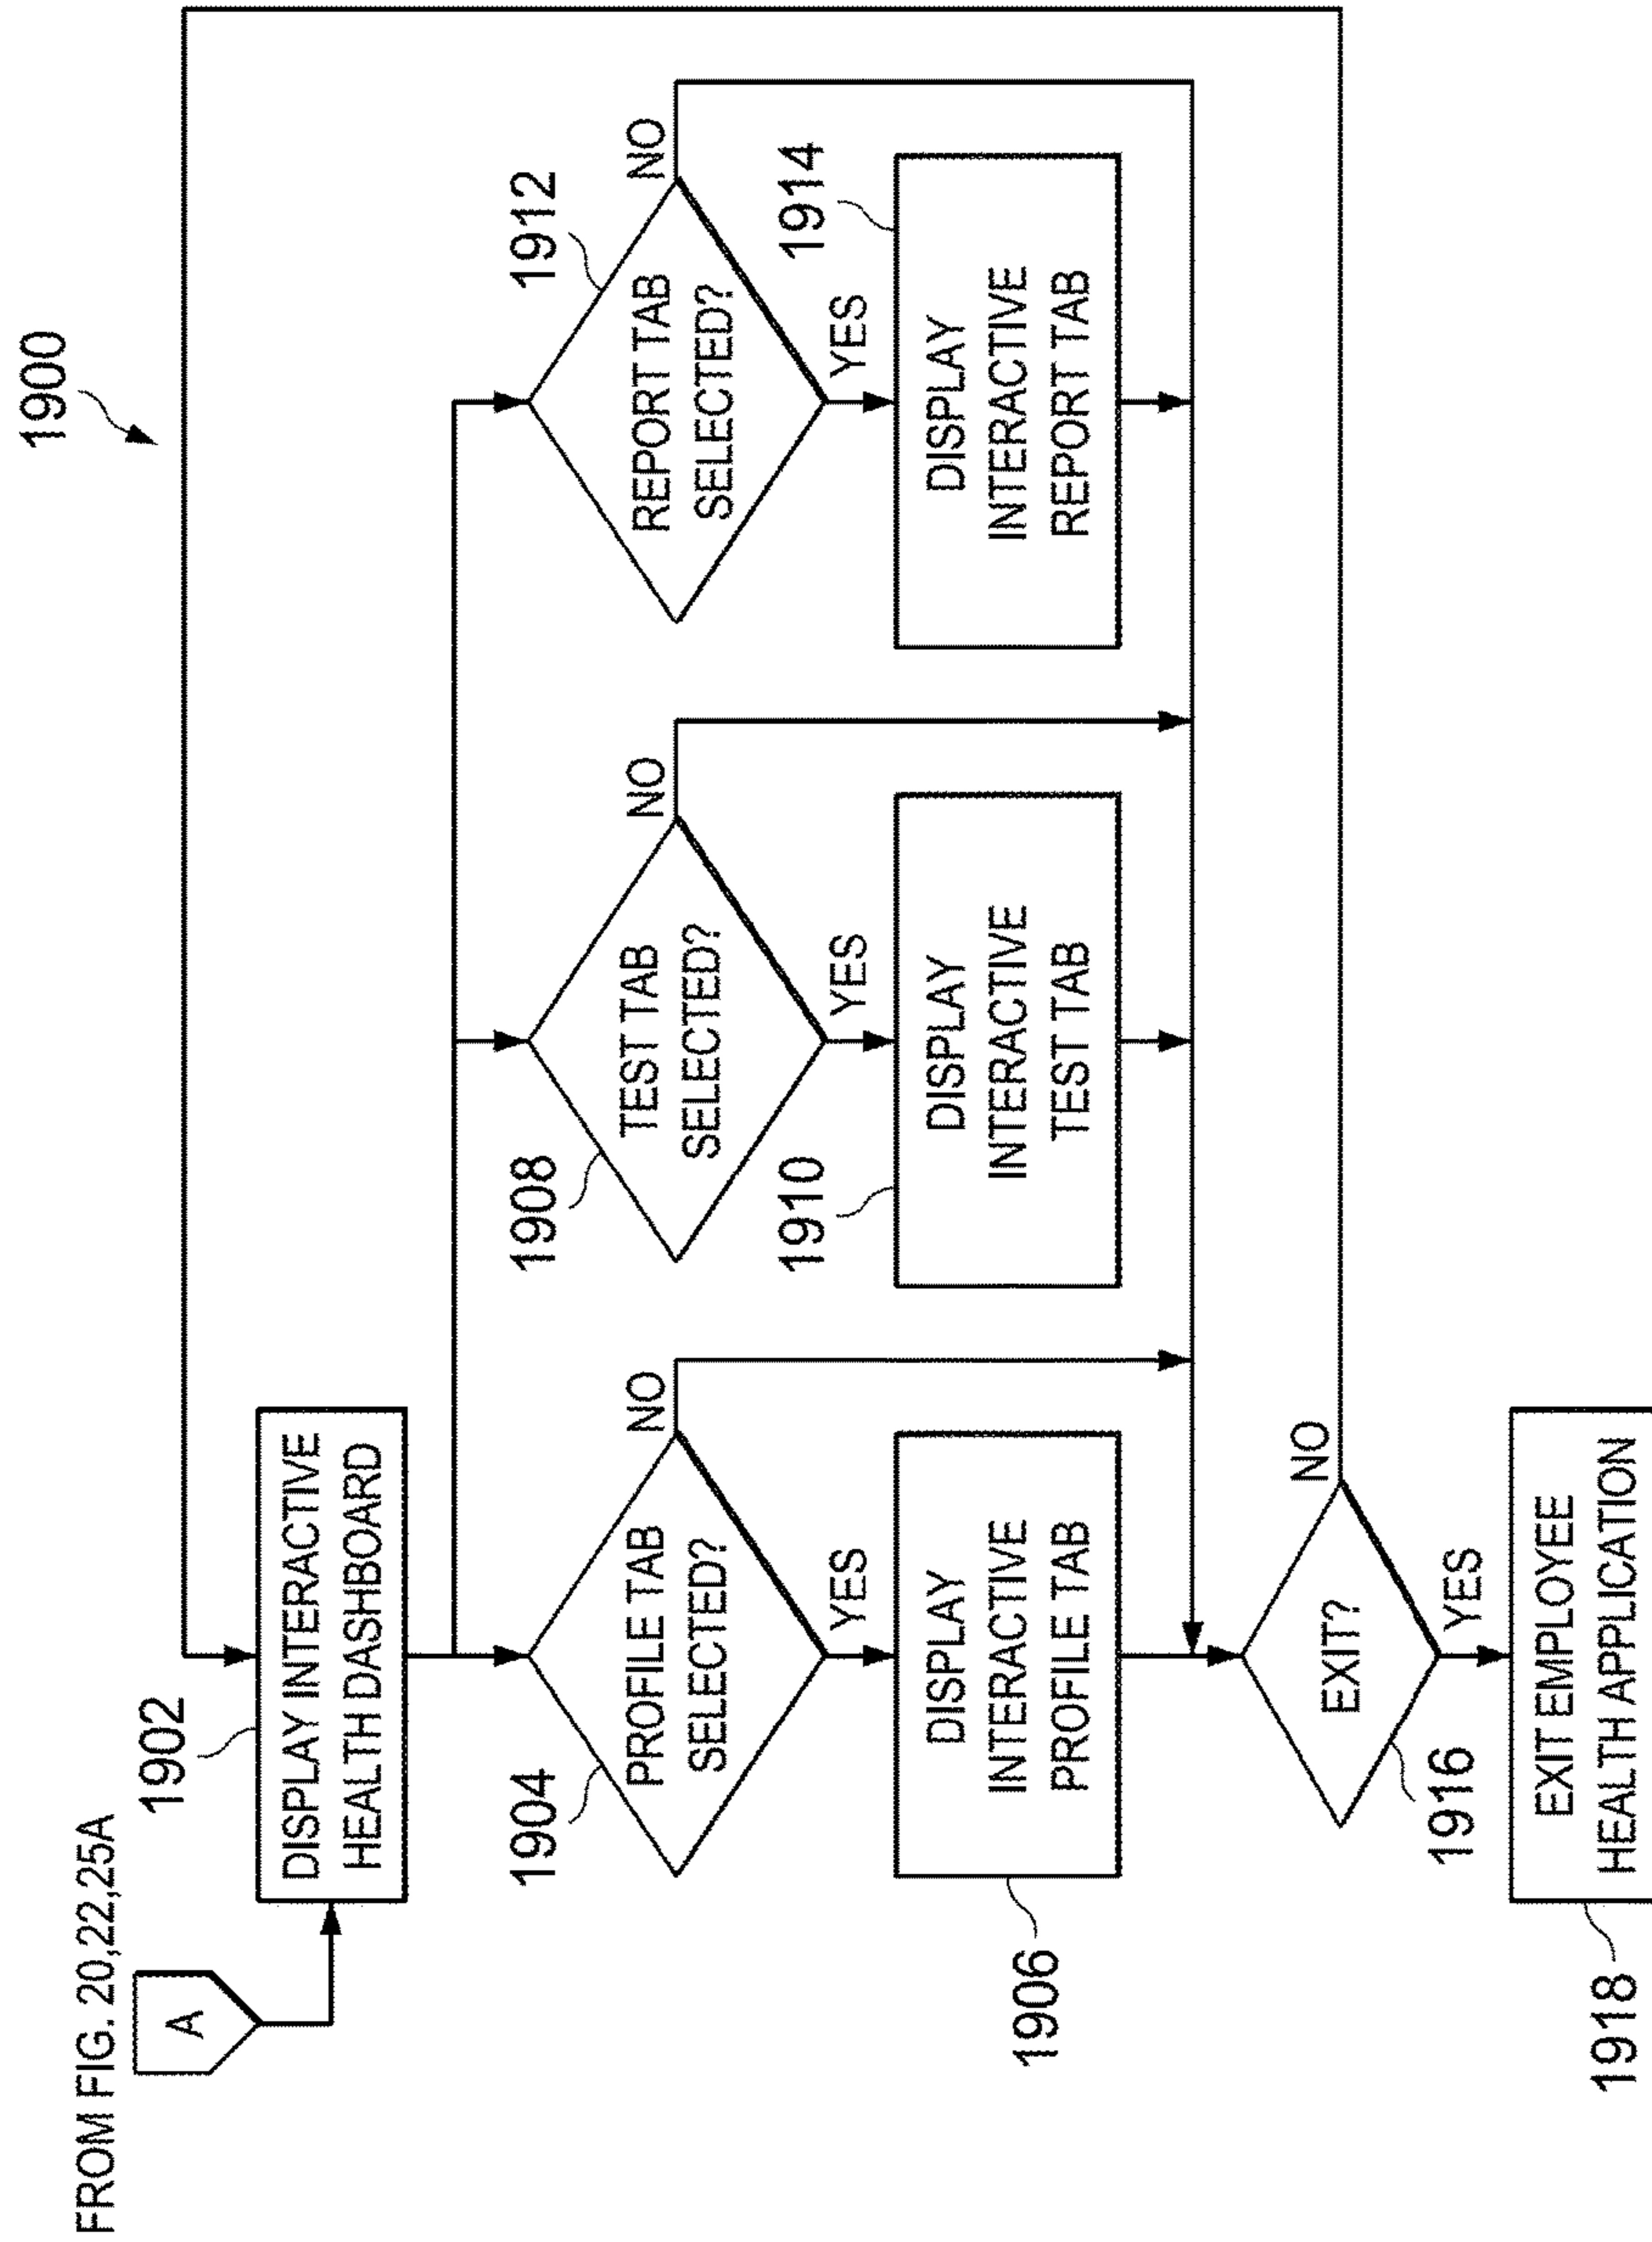 1900
FROM FIG. 20,22,25A
A
1902
DISPLAY INTERACTIVE
HEALTH DASHBOARD
1904
PROFILE TAB
SELECTED?
NO
YES
1908
TEST TAB
SELECTED?
NO
YES
1912
REPORT TAB
SELECTED?
NO
YES
1906
DISPLAY
INTERACTIVE
PROFILE TAB
1910
DISPLAY
INTERACTIVE
TEST TAB
1914
DISPLAY
INTERACTIVE
REPORT TAB
1916
EXIT?
NO
YES
1918
EXIT EMPLOYEE
HEALTH APPLICATION